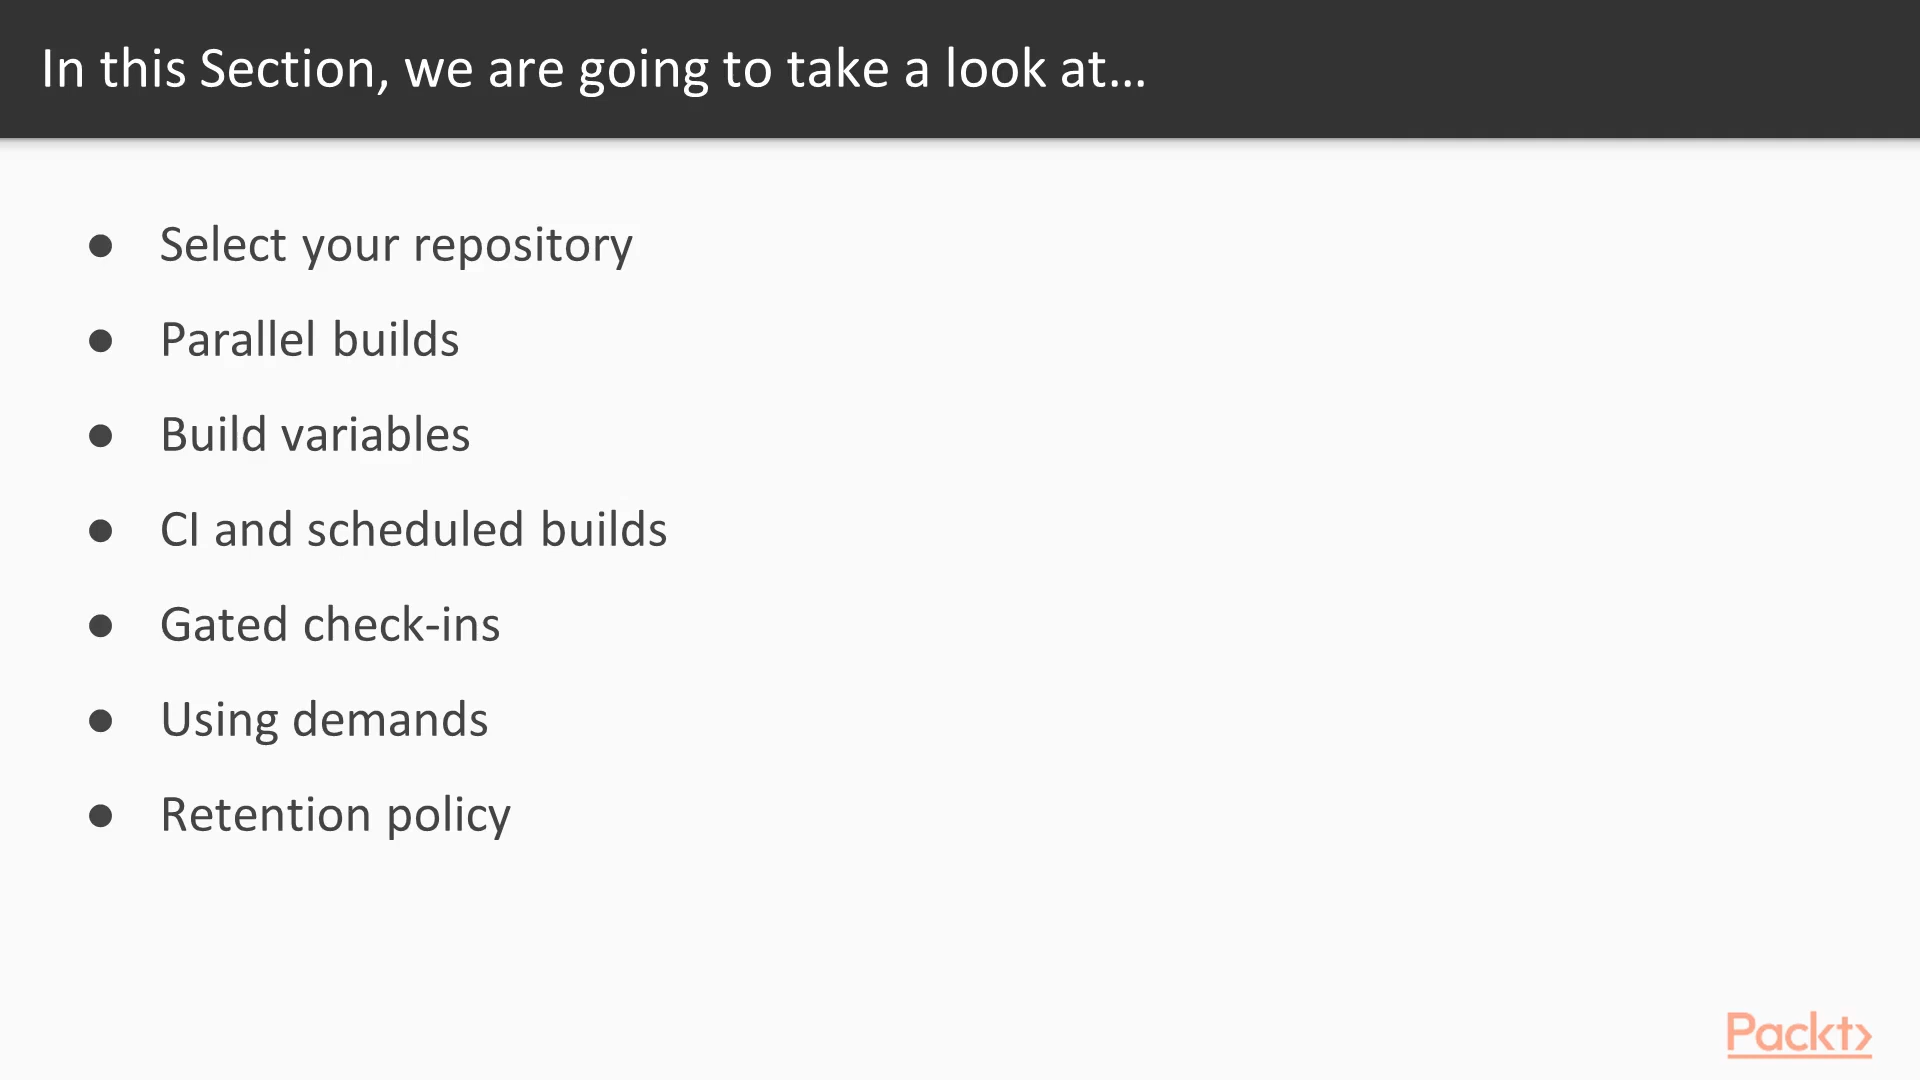 In this Section, we are going to take a look at...
● Select your repository
● Parallel builds
● Build variables
● CI and scheduled builds
● Gated check-ins
● Using demands
● Retention policy
Packt>